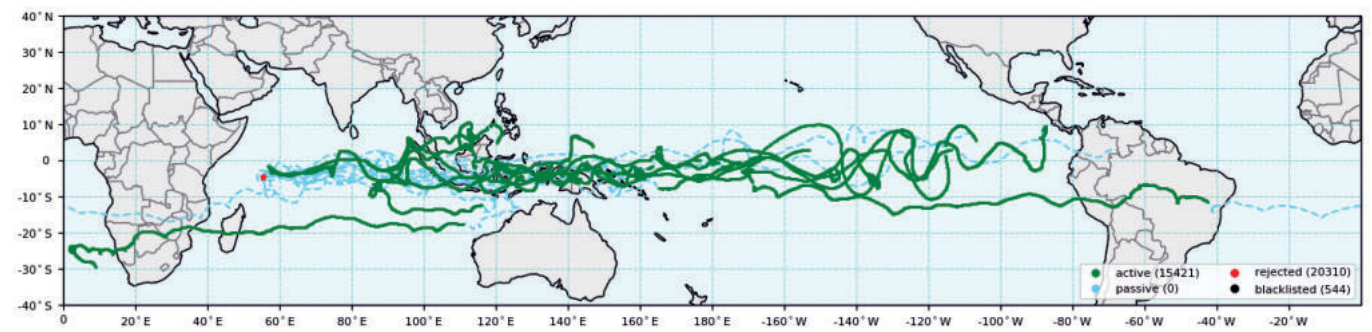 40° N
30° N
20° N
10° N
0
-10° S
-20° S
-30° S
-40° S
active (15421)
passive (0)
rejected (20310)
blacklisted (544)
0 20° E 40° E 60° E 80° E 100° E 120° E 140° E 160° E -180° W -160° W -140° W -120° W -100° W -80° W -60° W -40° W -20° W